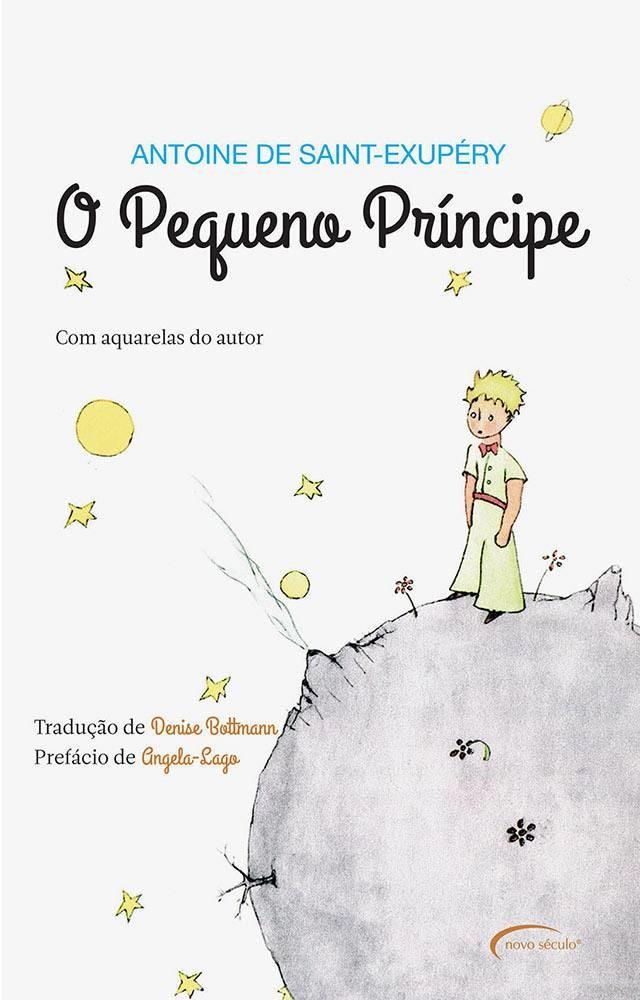 ANTOINE DE SAINT-EXUPÉRY
O Pequeno Príncipe
Com aquarelas do autor
Tradução de Denise Bottmann
Prefácio de Angela-Lago
novo século®